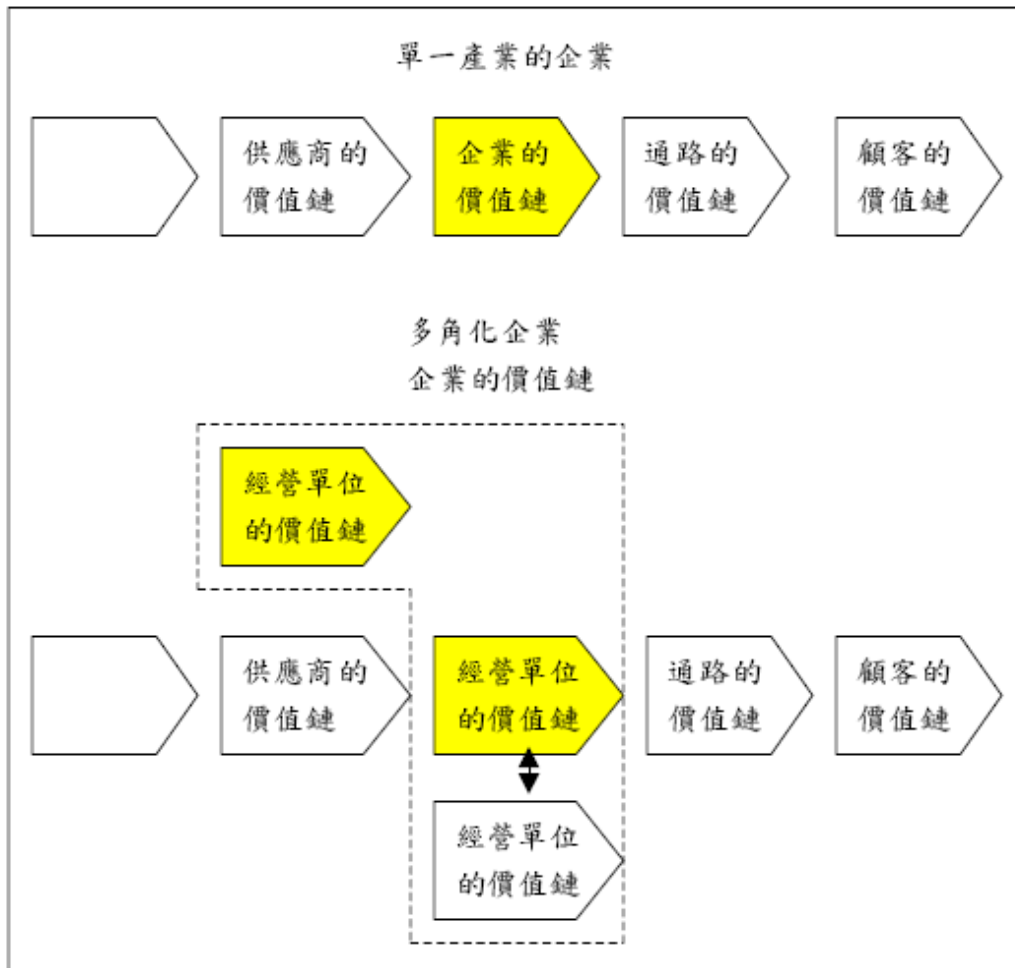 單一產業的企業
供應商的
價值鏈
企業的
價值鏈
通路的
價值鏈
顧客的
價值鏈
多角化企業
企業的價值鏈
經營單位
的價值鏈
供應商的
價值鏈
經營單位
的價值鏈
通路的
價值鏈
顧客的
價值鏈
經營單位
的價值鏈